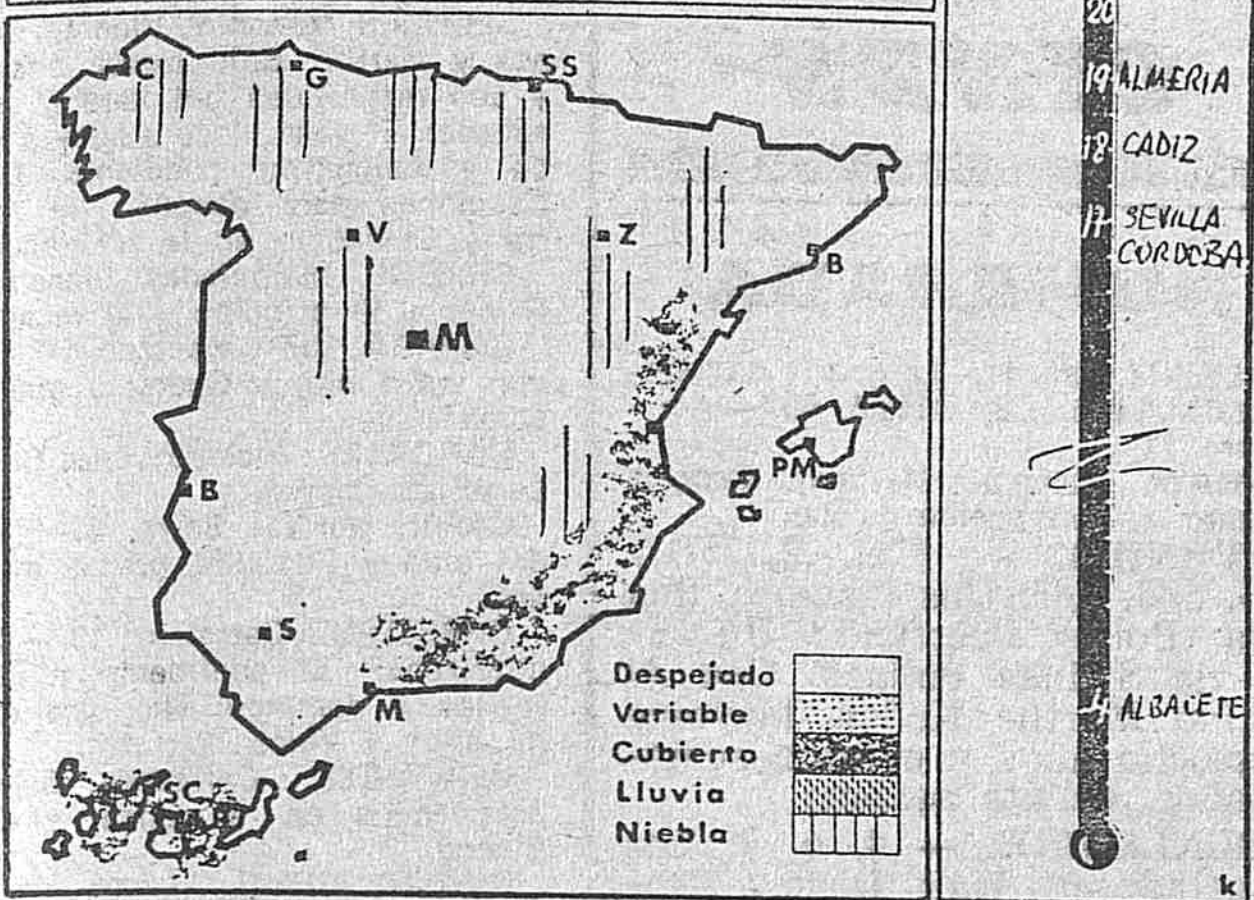 C
G
SS
V
Z
B
M
PM
B
S
M
SC
Despejado
Variable
Cubierto
Lluvia
Niebla
20
19 ALMERIA
18 CADIZ
17 SEVILLA
CORDOBA
4 ALBACETE
k